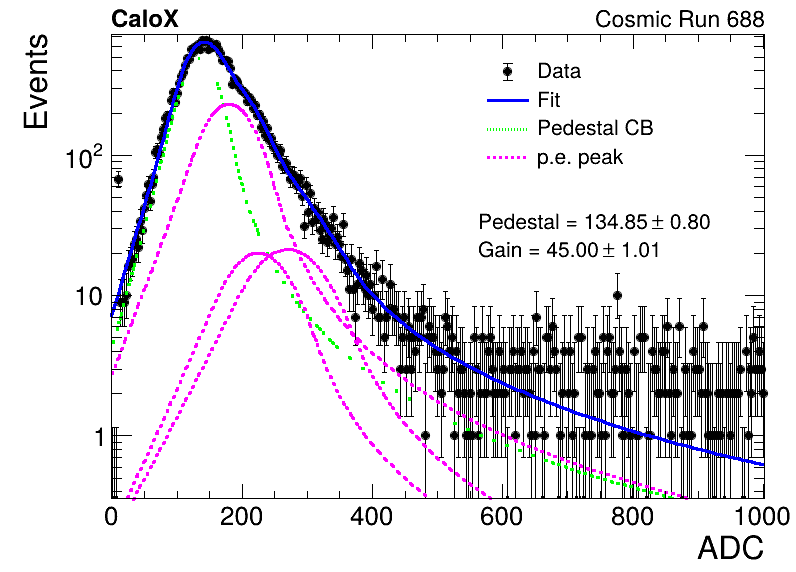 CaloX Cosmic Run 688
Events
Data
Fit
Pedestal CB
p.e. peak
Pedestal = 134.85 ± 0.80
Gain = 45.00 ± 1.01
10²
10
1
0 200 400 600 800 1000
ADC